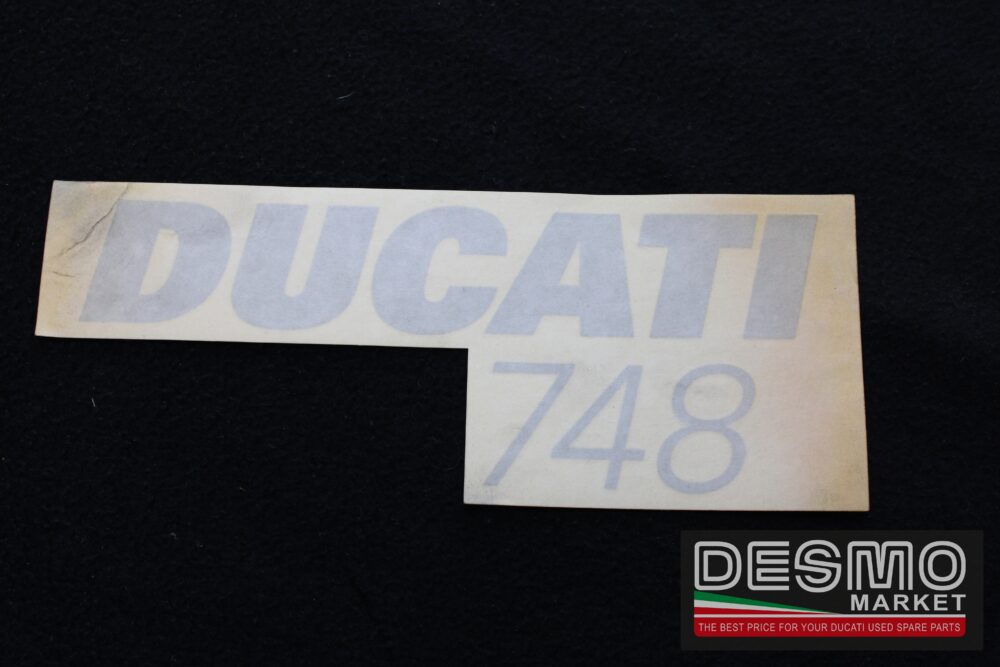 DUCATI
748
DESMO
MARKET
THE BEST PRICE FOR YOUR DUCATI USED SPARE PARTS